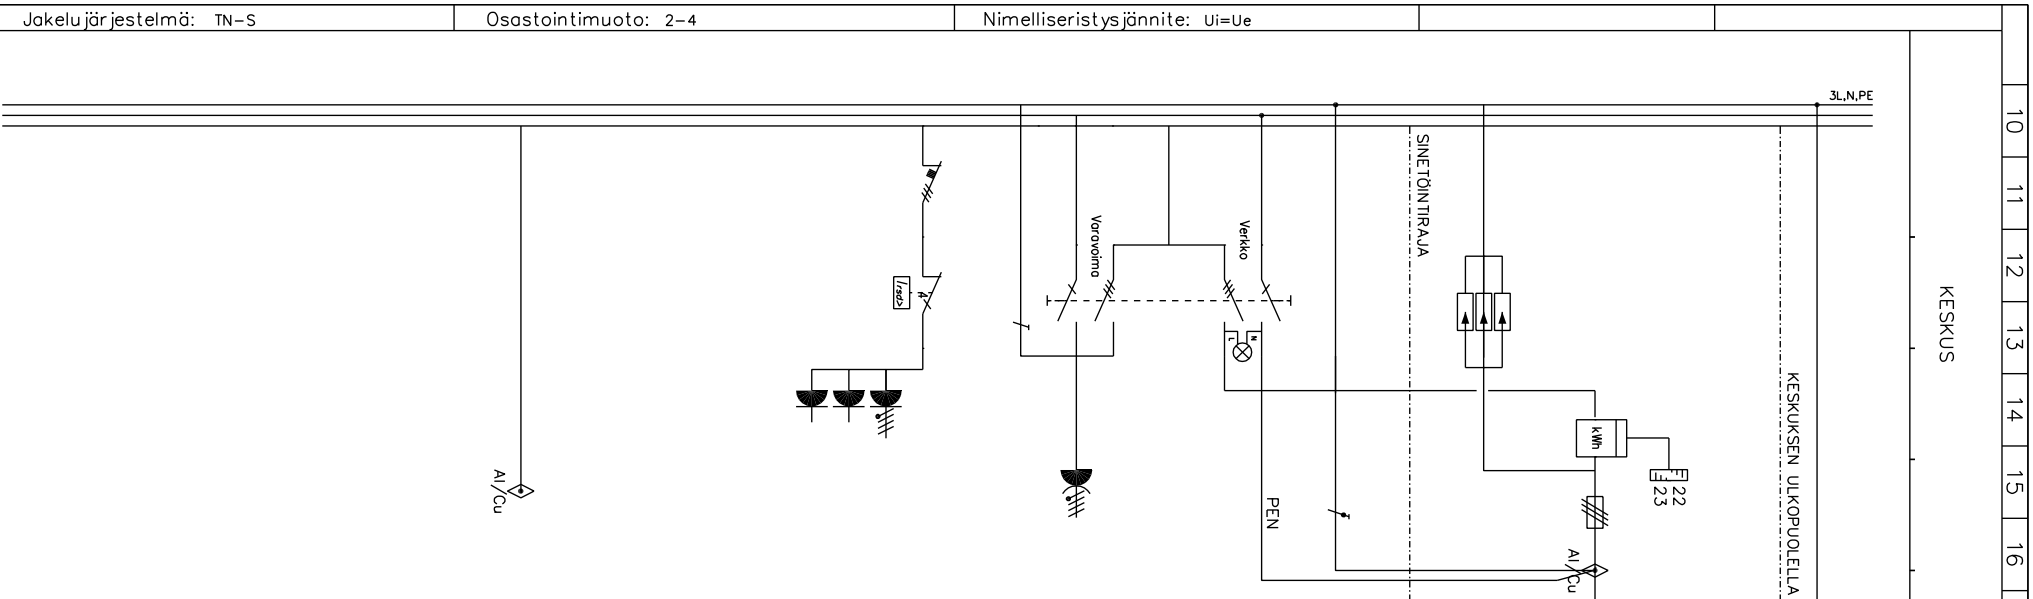 Jakelujärjestelmä: TN-S
Osastointimuoto: 2-4
Nimelliseristysjännite: Ui=Ue
3L,N,PE
10
11
12
13
14
15
16
KESKUS
SINETÖINTIRAJA
KESKUKSEN ULKOPUOLELLA
Varavoima
Verkko
Irsd>
4
N
L
kWh
E 22
E 23
PEN
Al/Cu
Al/Cu